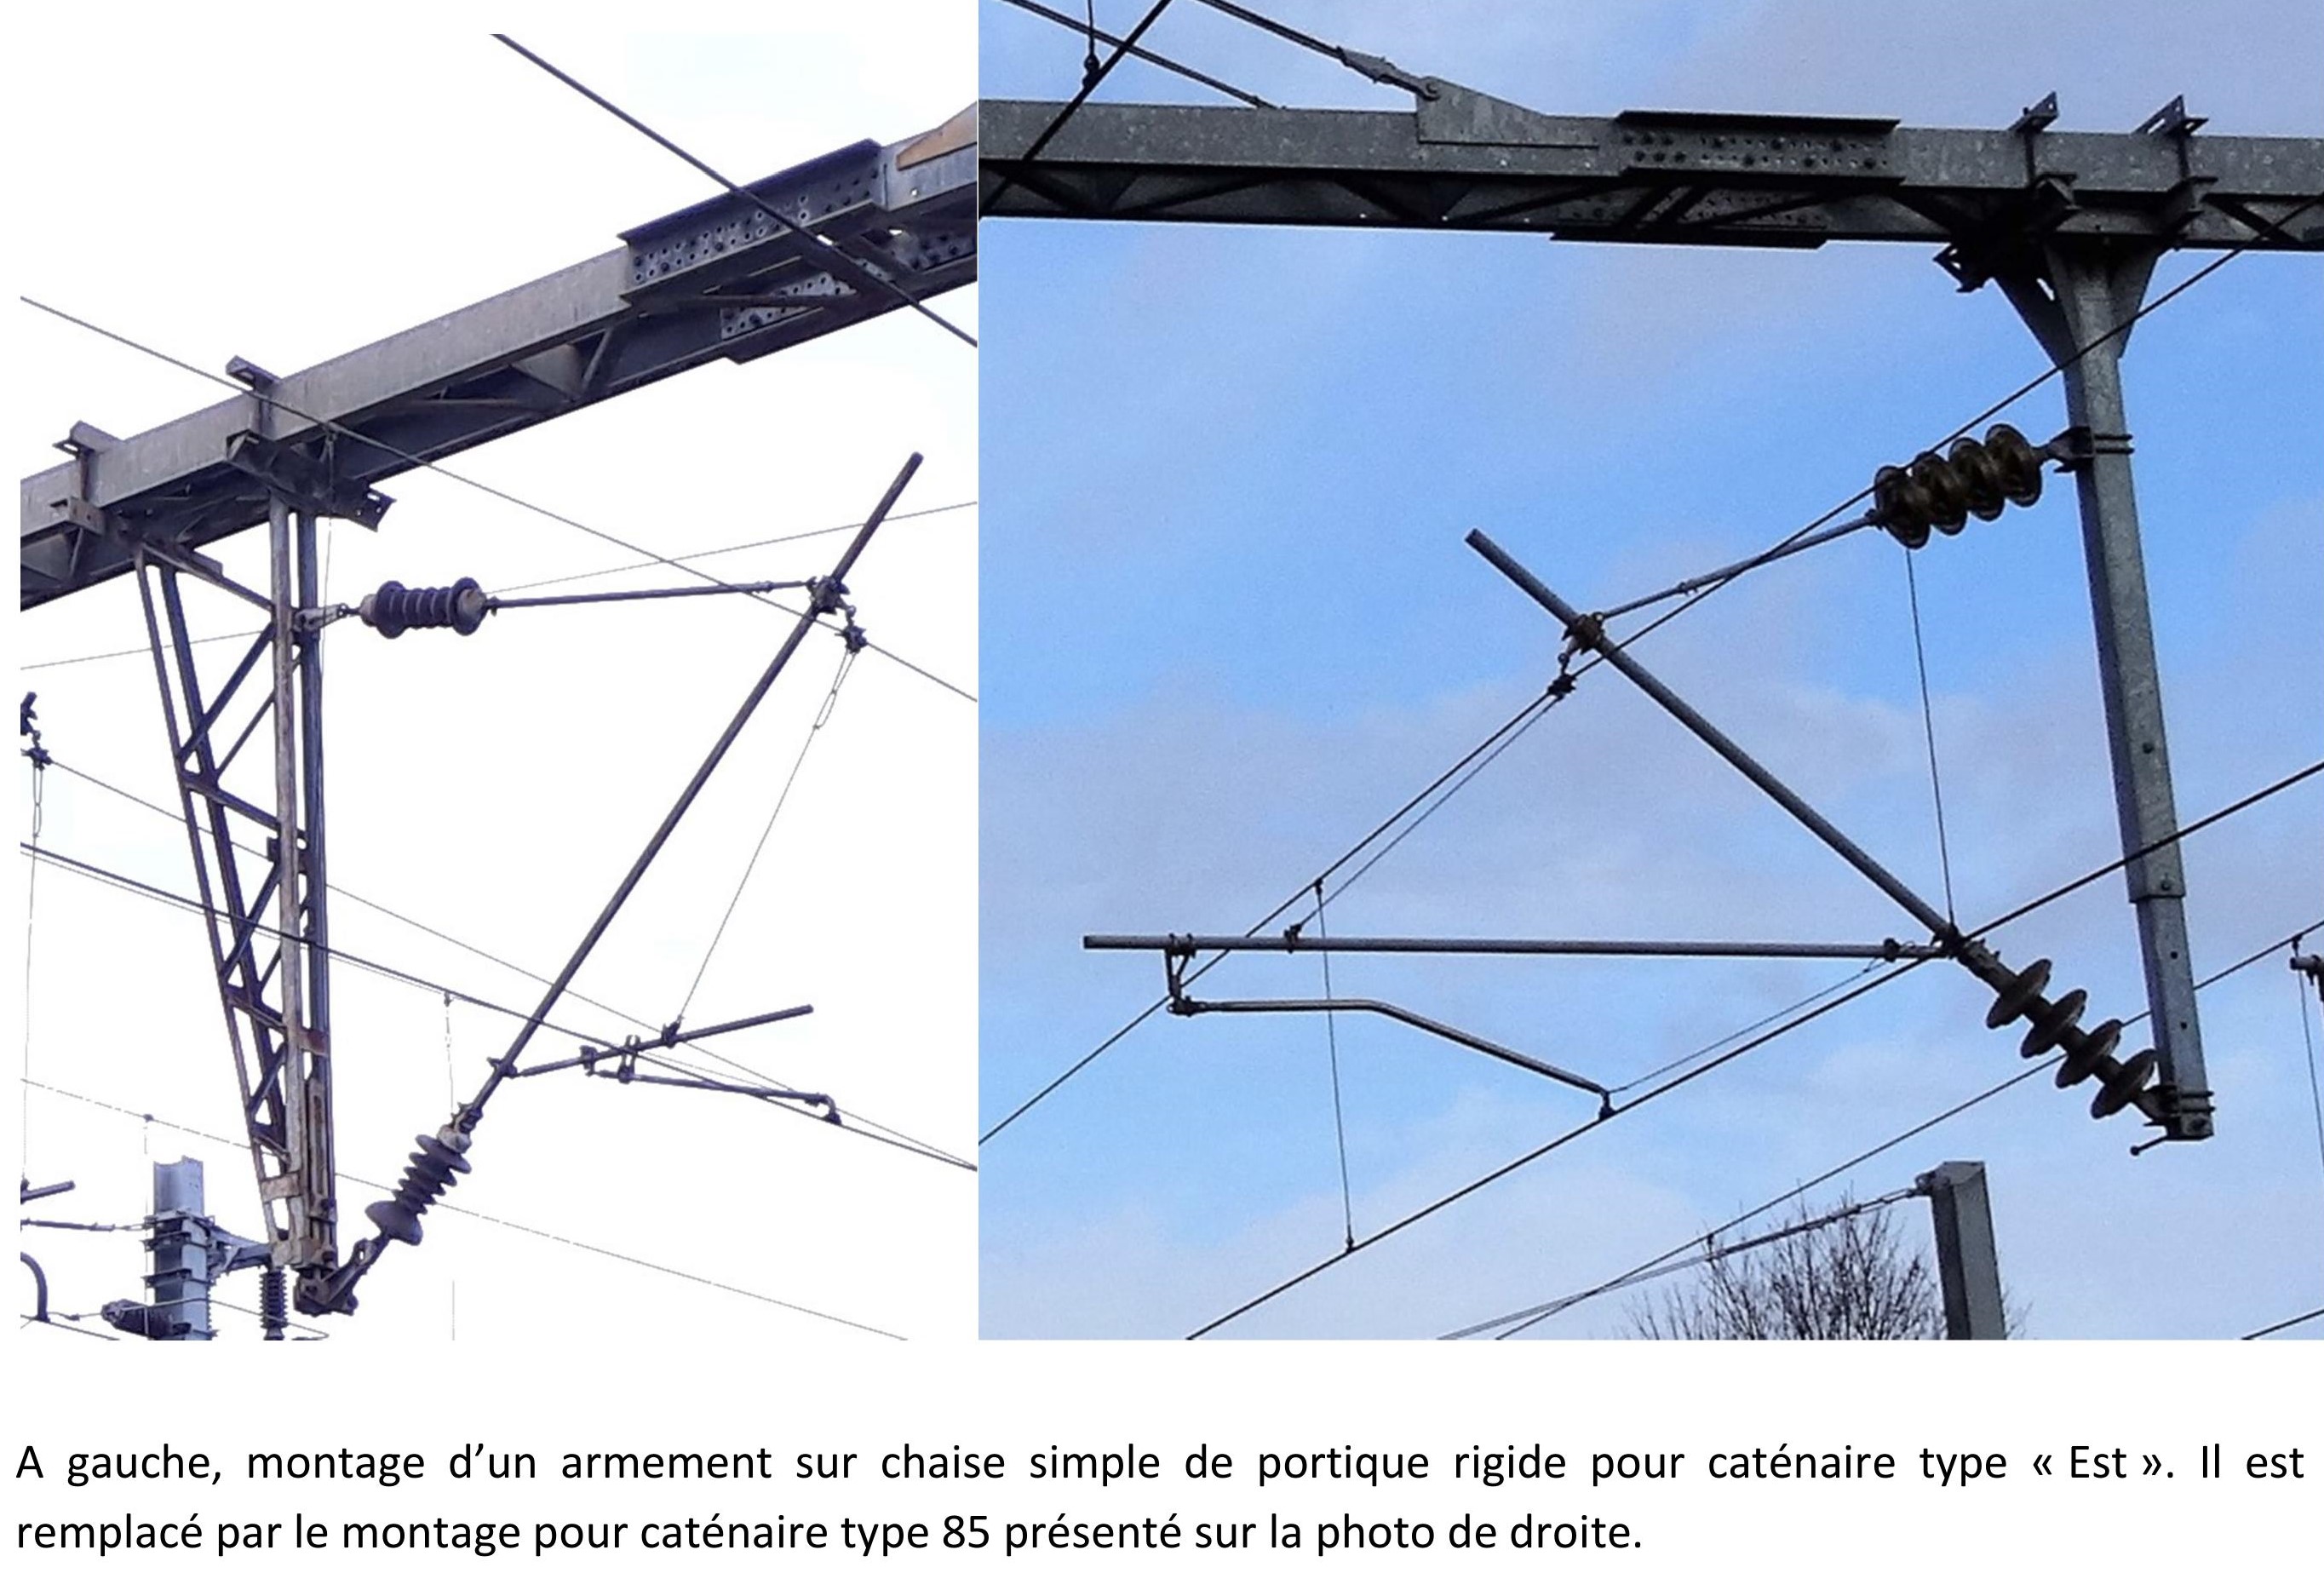 A gauche, montage d’un armement sur chaise simple de portique rigide pour caténaire type « Est ». Il est
remplacé par le montage pour caténaire type 85 présenté sur la photo de droite.